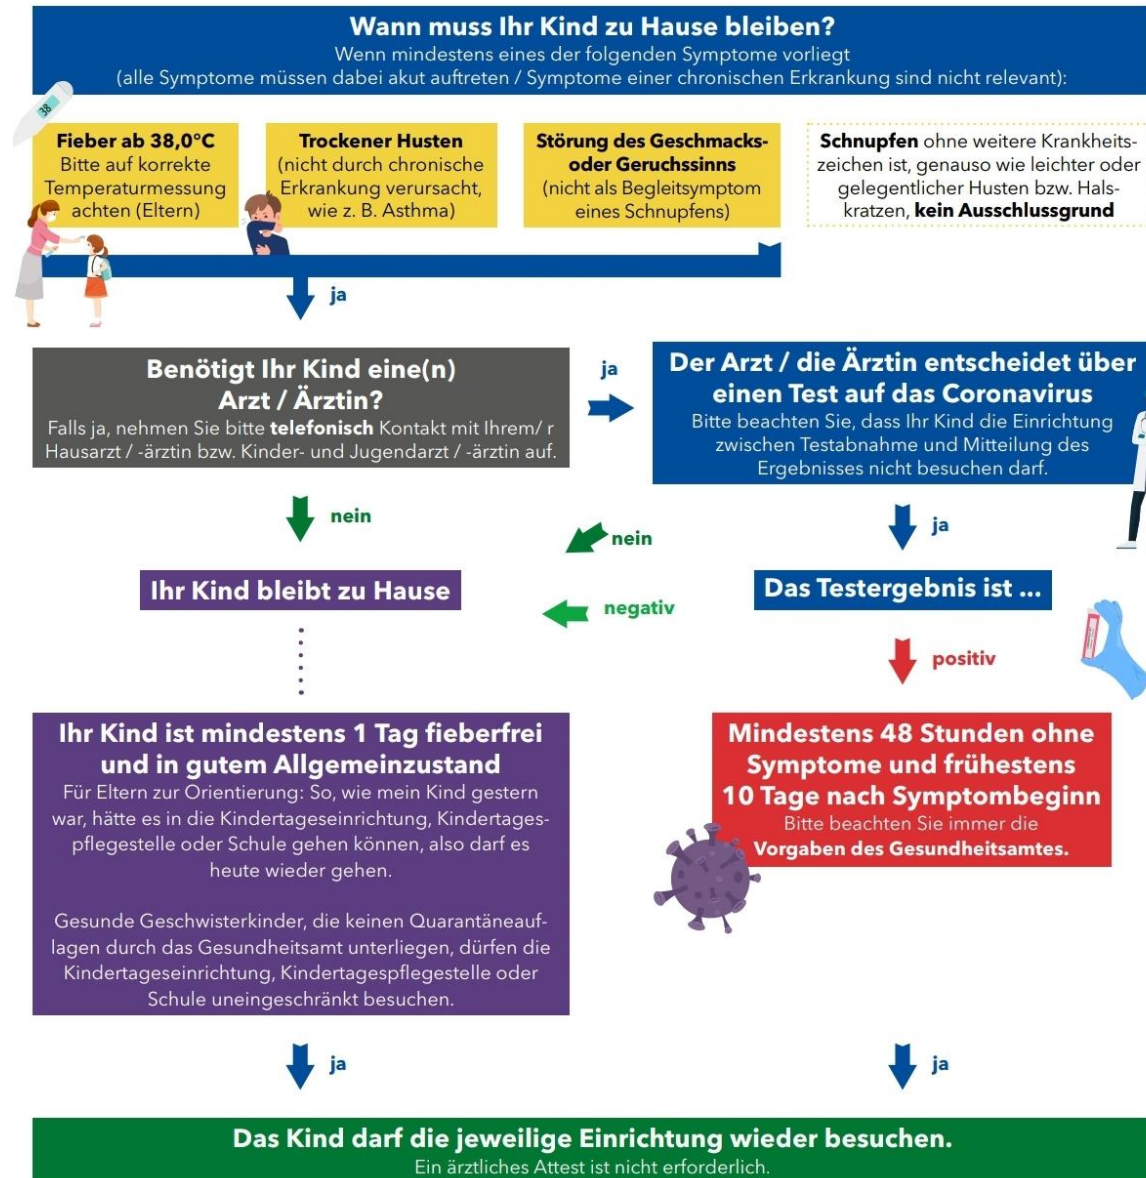 Wann muss Ihr Kind zu Hause bleiben?
Wenn mindestens eines der folgenden Symptome vorliegt
(alle Symptome müssen dabei akut auftreten / Symptome einer chronischen Erkrankung sind nicht relevant):
38
Fieber ab 38,0°C
Bitte auf korrekte
Temperaturmessung
achten (Eltern)
Trockener Husten
(nicht durch chronische
Erkrankung verursacht,
wie z. B. Asthma)
Störung des Geschmacks-
oder Geruchssinns
(nicht als Begleitsymptom
eines Schnupfens)
Schnupfen ohne weitere Krankheits-
zeichen ist, genauso wie leichter oder
gelegentlicher Husten bzw. Hals-
kratzen, kein Ausschlussgrund
ja
Benötigt Ihr Kind eine(n)
Arzt / Ärztin?
Falls ja, nehmen Sie bitte telefonisch Kontakt mit Ihrem/ r
Hausarzt / -ärztin bzw. Kinder- und Jugendarzt / -ärztin auf.
ja
Der Arzt / die Ärztin entscheidet über
einen Test auf das Coronavirus
Bitte beachten Sie, dass Ihr Kind die Einrichtung
zwischen Testabnahme und Mitteilung des
Ergebnisses nicht besuchen darf.
nein
nein
ja
Ihr Kind bleibt zu Hause
negativ
Das Testergebnis ist ...
positiv
Ihr Kind ist mindestens 1 Tag fieberfrei
und in gutem Allgemeinzustand
Für Eltern zur Orientierung: So, wie mein Kind gestern
war, hätte es in die Kindertageseinrichtung, Kindertages-
pflegestelle oder Schule gehen können, also darf es
heute wieder gehen.
Gesunde Geschwisterkinder, die keinen Quarantäneauf-
lagen durch das Gesundheitsamt unterliegen, dürfen die
Kindertageseinrichtung, Kindertagespflegestelle oder
Schule uneingeschränkt besuchen.
Mindestens 48 Stunden ohne
Symptome und frühestens
10 Tage nach Symptombeginn
Bitte beachten Sie immer die
Vorgaben des Gesundheitsamtes.
ja
ja
Das Kind darf die jeweilige Einrichtung wieder besuchen.
Ein ärztliches Attest ist nicht erforderlich.